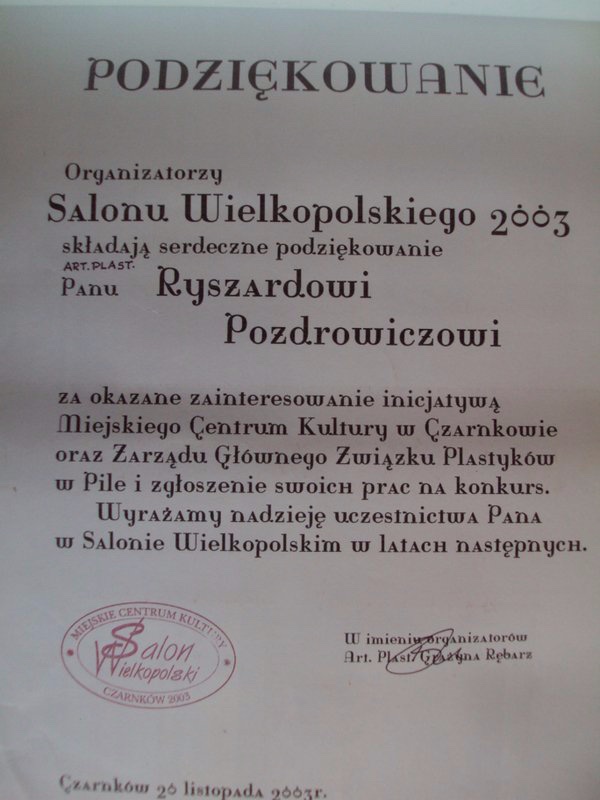 PODZIĘKOWANIE
Organizatorzy
Salonu Wielkopolskiego 2003
składają serdeczne podziękowanie
ART. PLAST.
Panu Ryszardowi
Pozdrowiczowi
za okazane zainteresowanie inicjatywą
Miejskiego Centrum Kultury w Czarnkowie
oraz Zarządu Głównego Związku Plastyków
w Pile i zgłoszenie swoich prac na konkurs.
Wyrażamy nadzieję uczestnictwa Pana
w Salonie Wielkopolskim w latach następnych.
MIEJSKIE CENTRUM KULTURY
Salon
Wielkopolski
CZARNKÓW 2003
W imieniu organizatorów
Art. Plast. Grażyna Rębarz
Czarnków 20 listopada 2003r.